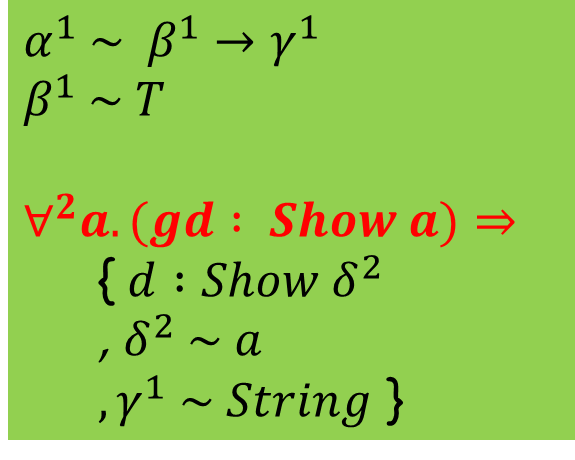 α¹ ~ β¹ → γ¹
β¹ ~ T
∀²a. (gd : Show a) ⇒
{ d : Show δ²
, δ² ~ a
, γ¹ ~ String }